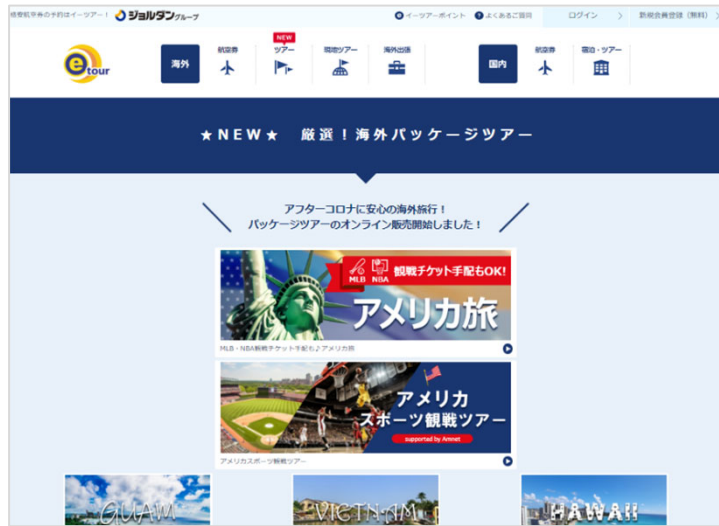 格安航空券の予約はイーツアー！
ジョルダングループ
イーツアーポイント
よくあるご質問
ログイン
新規会員登録（無料）
etour
海外
航空券
NEW
ツアー
現地ツアー
海外出張
国内
航空券
宿泊・ツアー
★NEW★　厳選！海外パッケージツアー
アフターコロナに安心の海外旅行！
パッケージツアーのオンライン販売開始しました！
MLB NBA 観戦チケット手配もOK!
アメリカ旅
MLB・NBA観戦チケット手配も♪アメリカ旅
アメリカ
スポーツ観戦ツアー
supported by Amnet
アメリカスポーツ観戦ツアー
GUAM
VIETNAM
HAWAII